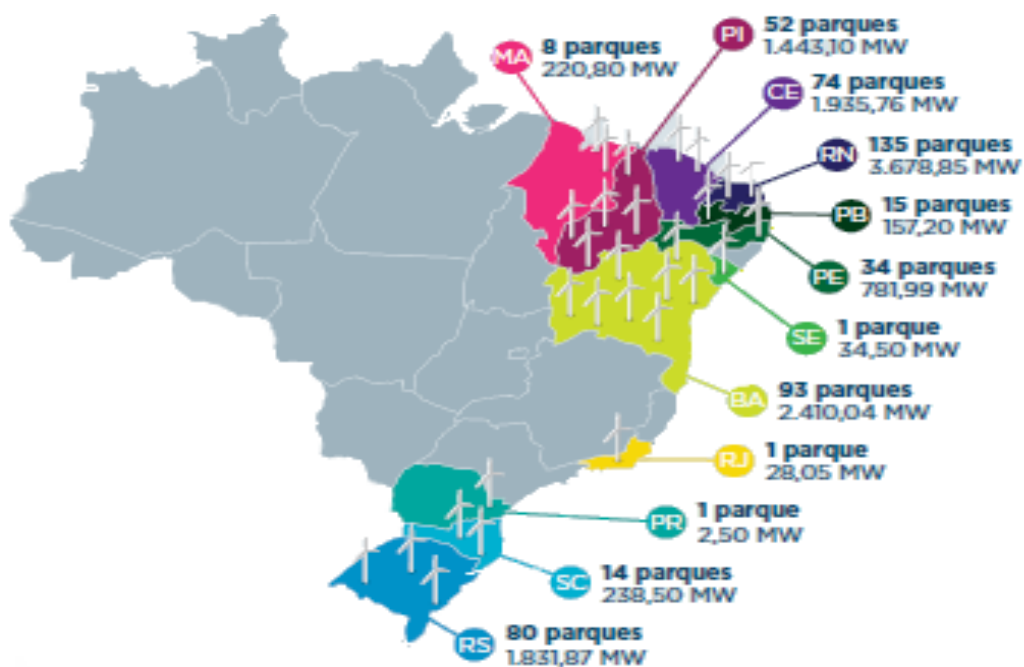 MA
8 parques
220,80 MW
PI
52 parques
1.443,10 MW
CE
74 parques
1.935,76 MW
RN
135 parques
3.678,85 MW
PB
15 parques
157,20 MW
PE
34 parques
781,99 MW
SE
1 parque
34,50 MW
BA
93 parques
2.410,04 MW
RJ
1 parque
28,05 MW
PR
1 parque
2,50 MW
SC
14 parques
238,50 MW
RS
80 parques
1.831,87 MW